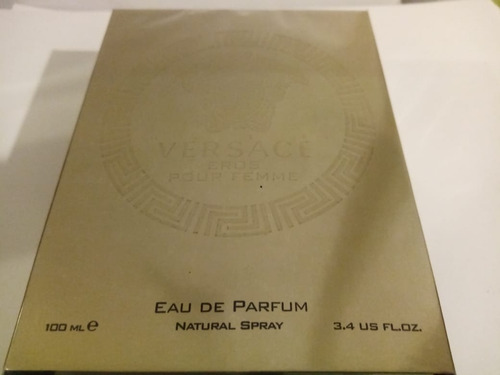 VERSACE
EROS
POUR FEMME
EAU DE PARFUM
100 ML e NATURAL SPRAY 3.4 US FL.OZ.